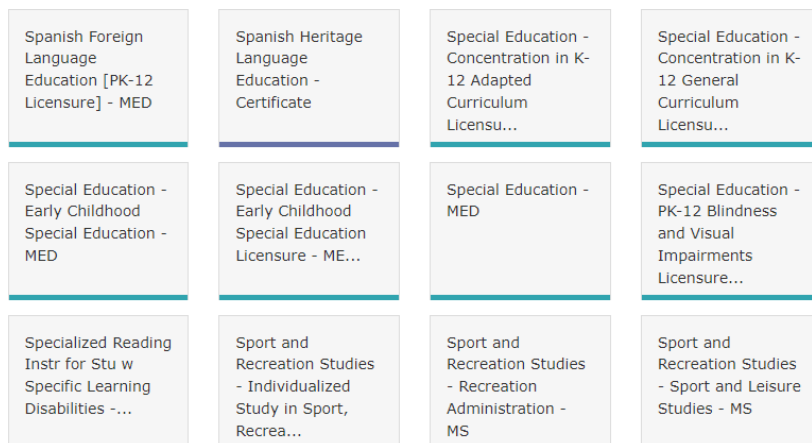 Spanish Foreign
Language
Education [PK-12
Licensure] - MED
Spanish Heritage
Language
Education -
Certificate
Special Education -
Concentration in K-
12 Adapted
Curriculum
Licensu...
Special Education -
Concentration in K-
12 General
Curriculum
Licensu...
Special Education -
Early Childhood
Special Education -
MED
Special Education -
Early Childhood
Special Education
Licensure - ME...
Special Education -
MED
Special Education -
PK-12 Blindness
and Visual
Impairments
Licensure...
Specialized Reading
Instr for Stu w
Specific Learning
Disabilities -...
Sport and
Recreation Studies
- Individualized
Study in Sport,
Recrea...
Sport and
Recreation Studies
- Recreation
Administration -
MS
Sport and
Recreation Studies
- Sport and Leisure
Studies - MS